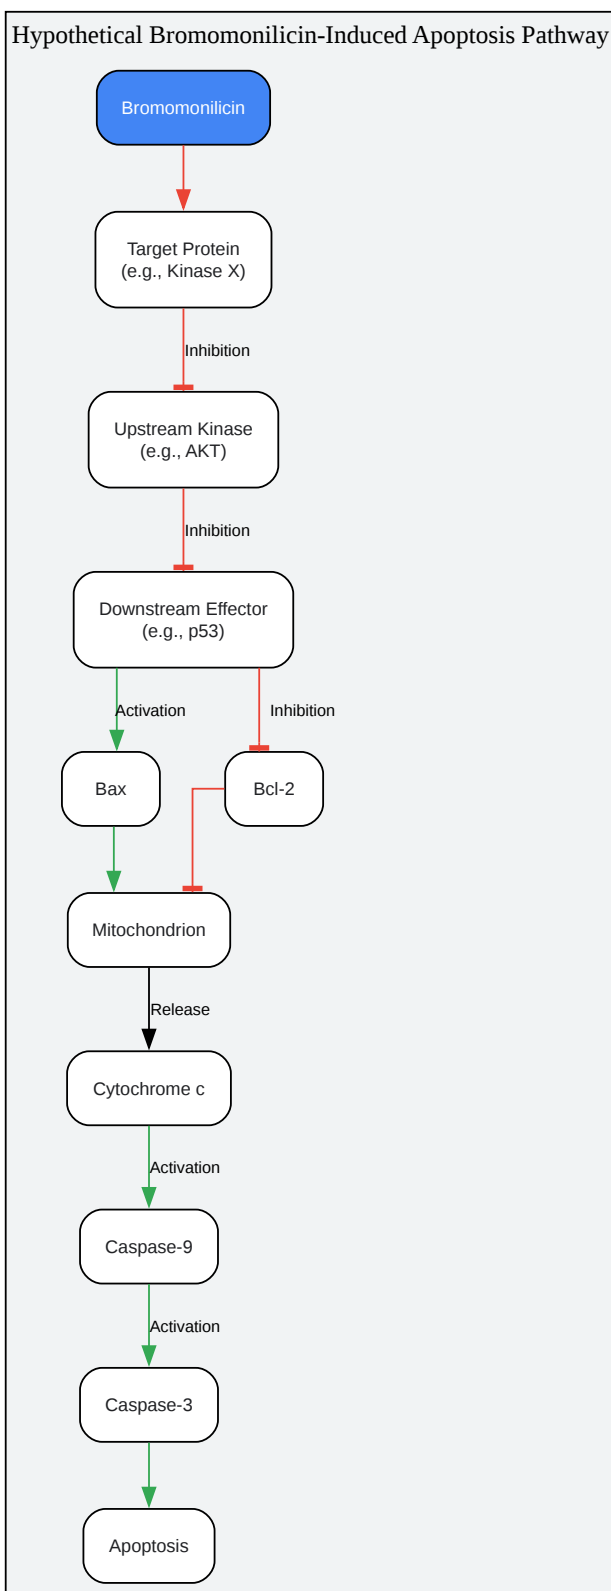 Hypothetical Bromomonilicin-Induced Apoptosis Pathway
Bromomonilicin
Target Protein
(e.g., Kinase X)
Inhibition
Upstream Kinase
(e.g., AKT)
Inhibition
Downstream Effector
(e.g., p53)
Activation
Inhibition
Bax
Bcl-2
Mitochondrion
Release
Cytochrome c
Activation
Caspase-9
Activation
Caspase-3
Apoptosis